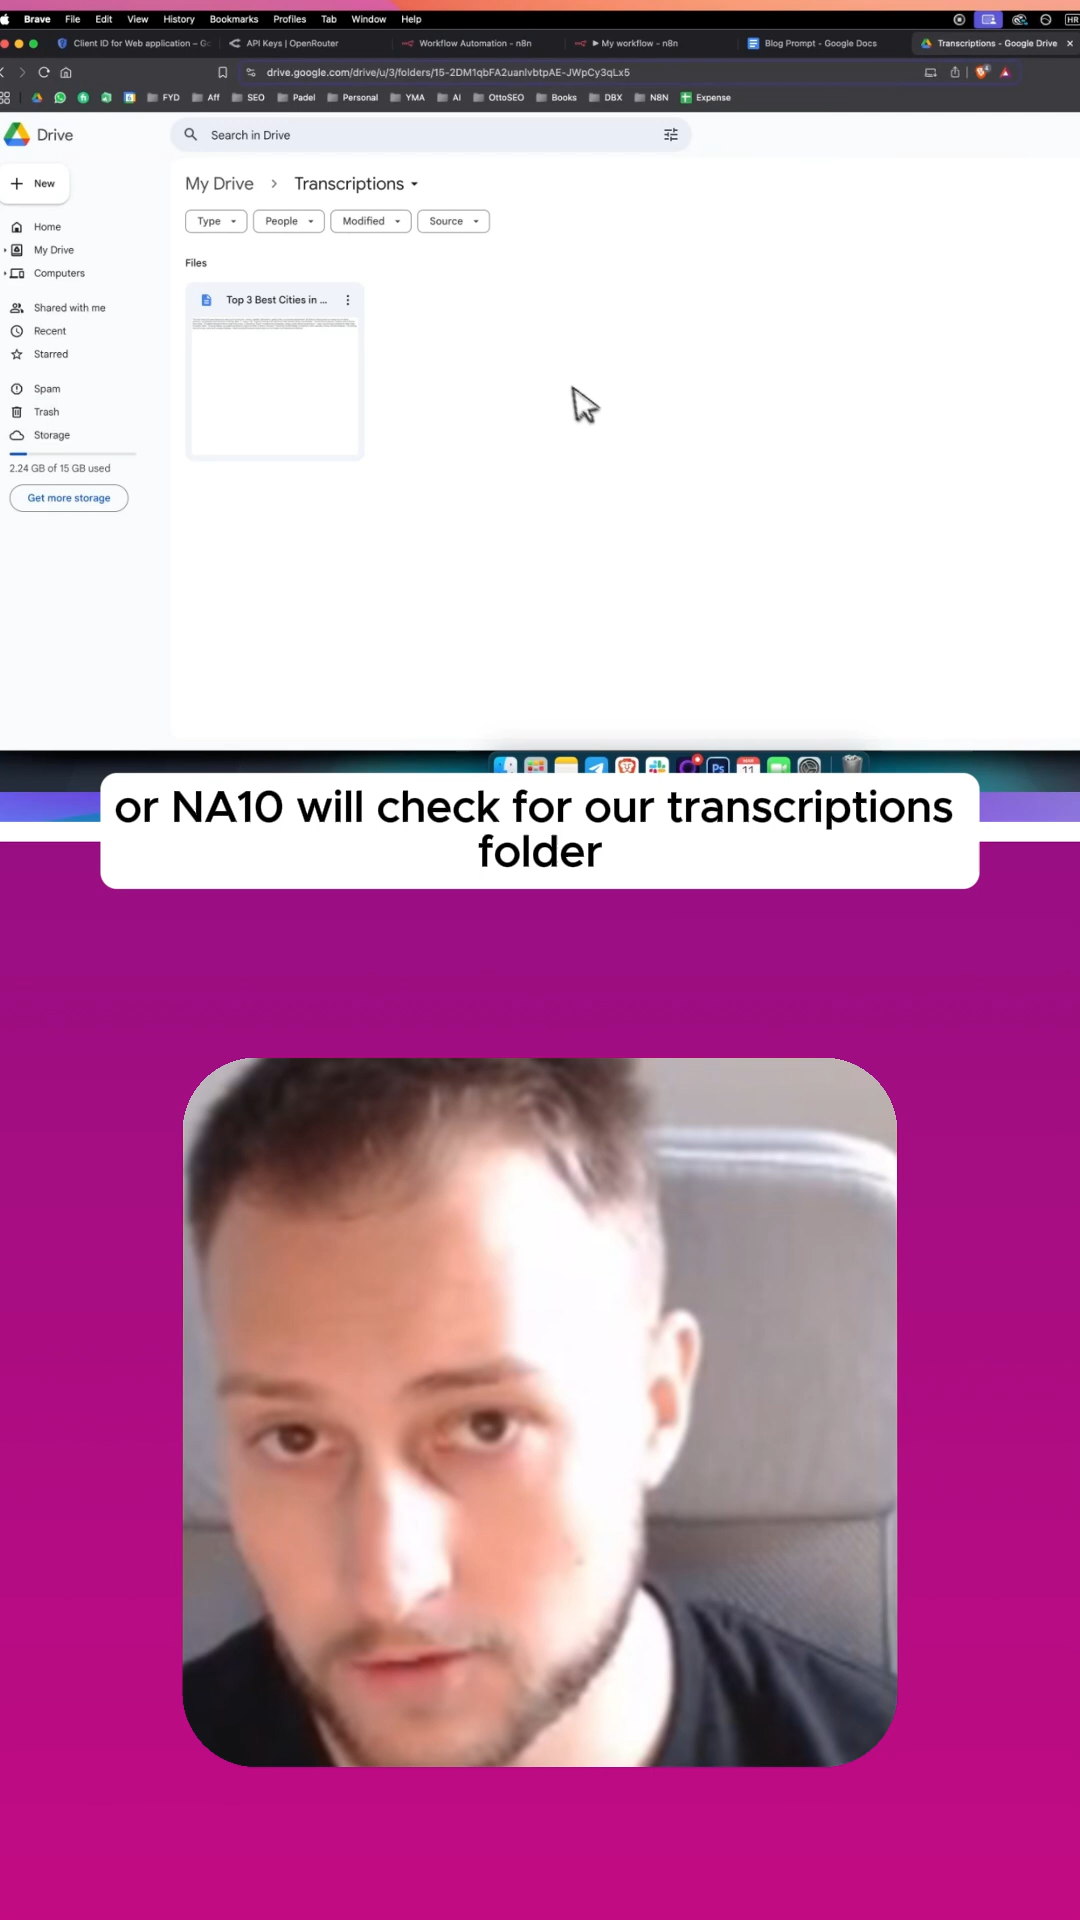 Brave File Edit View History Bookmarks Profiles Tab Window Help
Client ID for Web application – Go
API Keys | OpenRouter
Workflow Automation - n8n
My workflow - n8n
Blog Prompt - Google Docs
Transcriptions - Google Drive
drive.google.com/drive/u/3/folders/15-2DM1qbFA2uanlvbtpAE-JWpCy3qLx5
FYD Aff SEO Padel Personal YMA AI OttoSEO Books DBX N8N Expense
Drive
Search in Drive
New
My Drive > Transcriptions
Type People Modified Source
Home
My Drive
Computers
Shared with me
Recent
Starred
Spam
Trash
Storage
2.24 GB of 15 GB used
Get more storage
Files
Top 3 Best Cities in ...
Ps
11
or NA10 will check for our transcriptions
folder